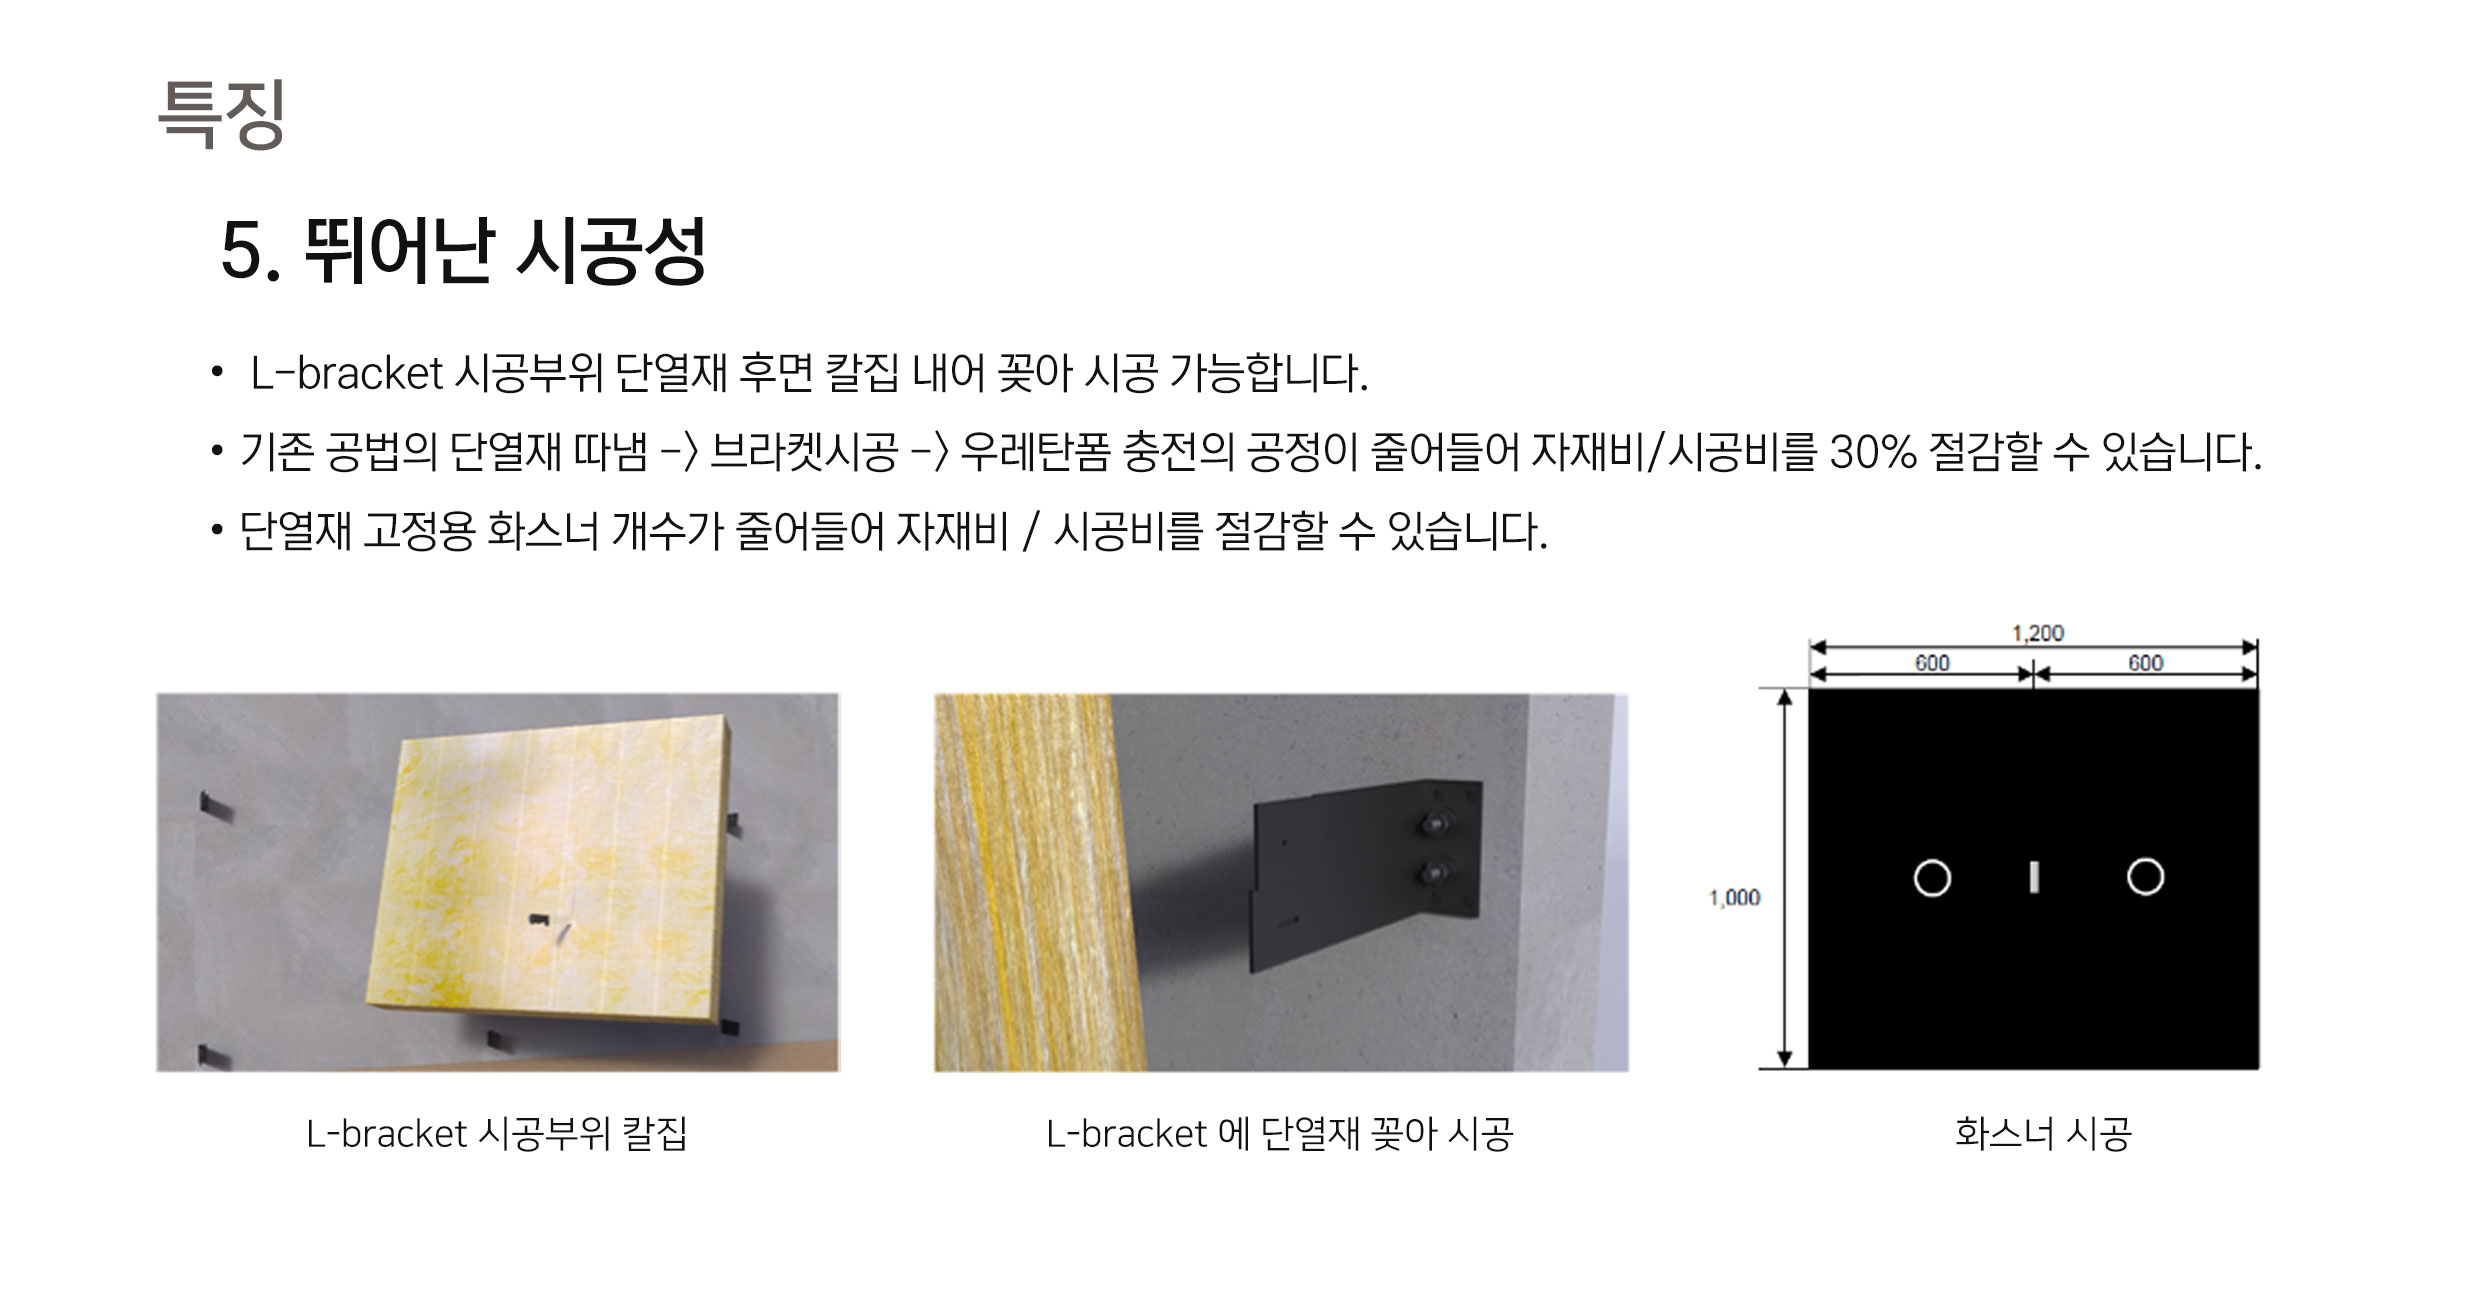 특징
5. 뛰어난 시공성
• L-bracket 시공부위 단열재 후면 칼집 내어 꽂아 시공 가능합니다.
• 기존 공법의 단열재 따냄 -> 브라켓시공 -> 우레탄폼 충전의 공정이 줄어들어 자재비/시공비를 30% 절감할 수 있습니다.
• 단열재 고정용 화스너 개수가 줄어들어 자재비 / 시공비를 절감할 수 있습니다.
1,200
600 600
1,000
L-bracket 시공부위 칼집
L-bracket 에 단열재 꽂아 시공
화스너 시공